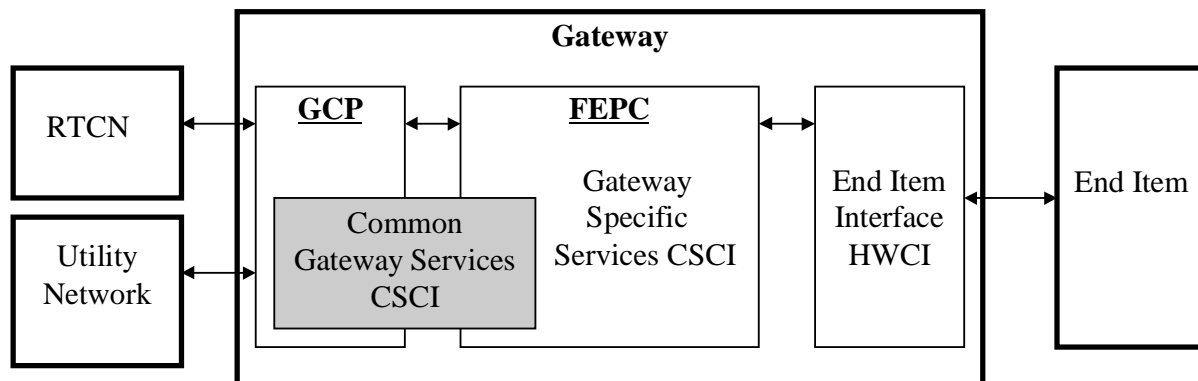 Gateway
RTCN
Utility
Network
GCP
FEPC
Common
Gateway Services
CSCI
Gateway
Specific
Services CSCI
End Item
Interface
HWCI
End Item